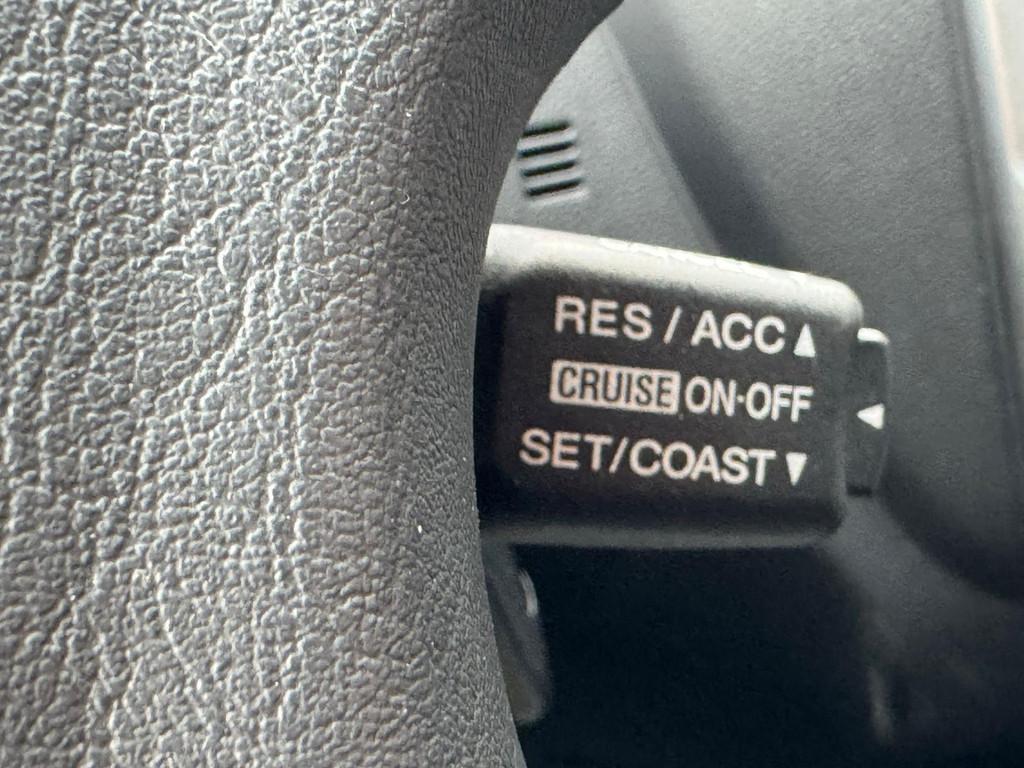 RES / ACC▲
CRUISE ON·OFF
SET/COAST▼